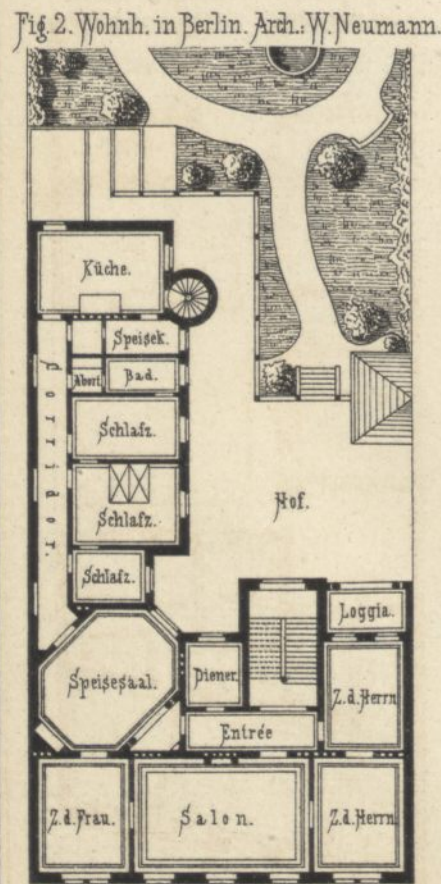 Fig. 2. Wohnh. in Berlin. Arch.: W. Neumann.
Küche.
Speisek.
Abort
Bad.
Corridor.
Schlafz.
Schlafz.
Hof.
Schlafz.
Loggia.
Speisesaal.
Diener.
Z.d.Herrn
Entrée
Z.d.Frau.
Salon.
Z.d.Herrn